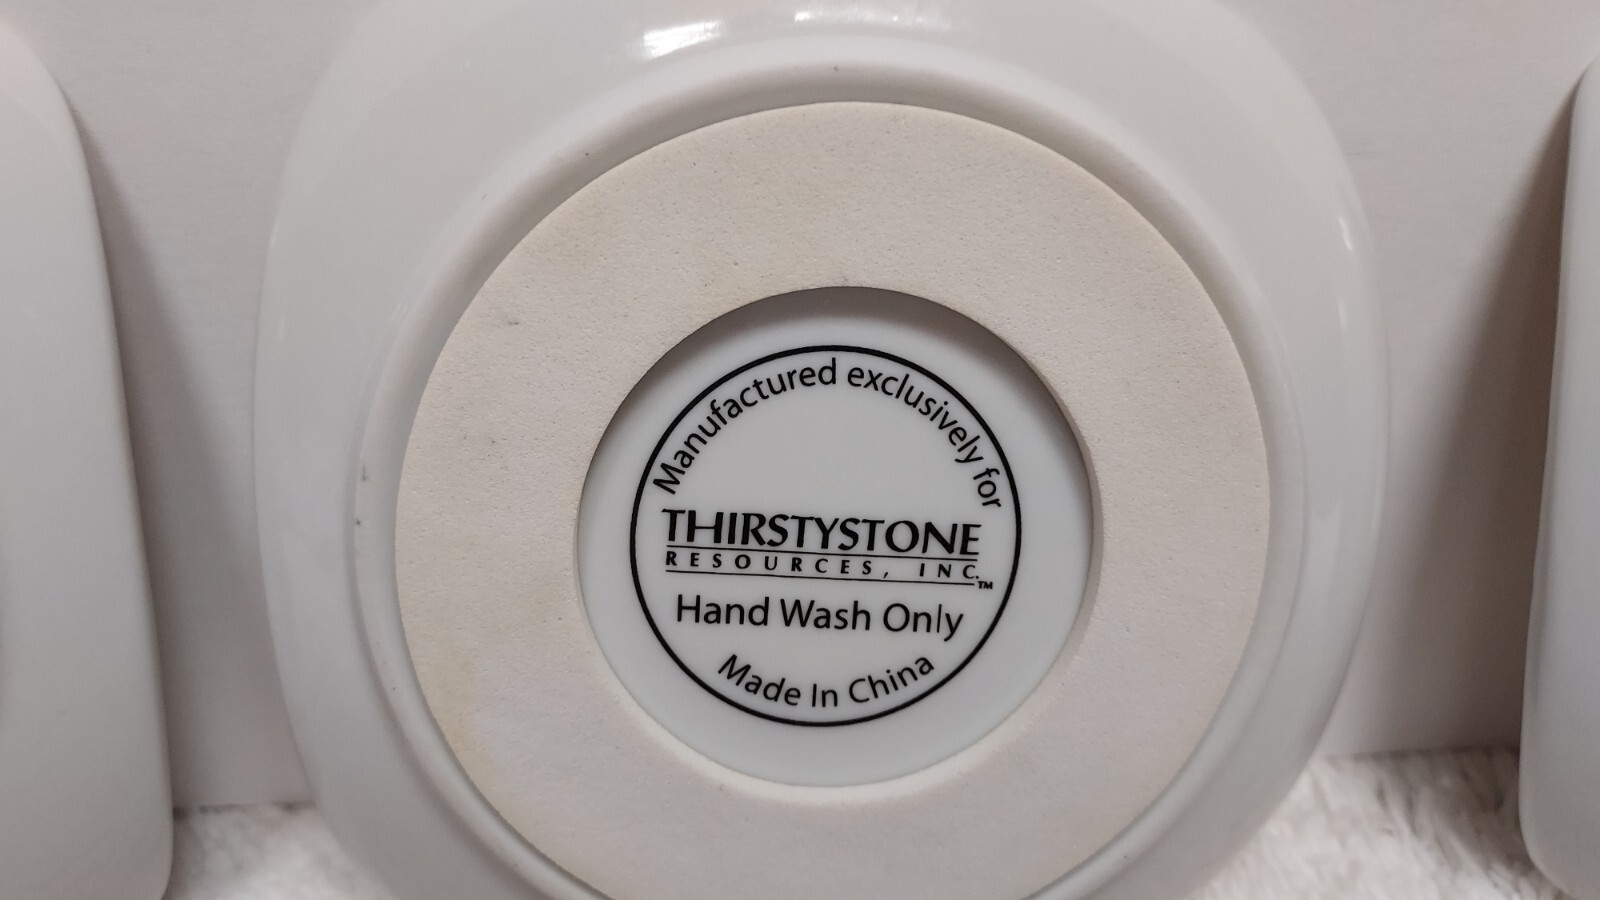 Manufactured exclusively for
THIRSTYSTONE
RESOURCES, INC.™
Hand Wash Only
Made In China